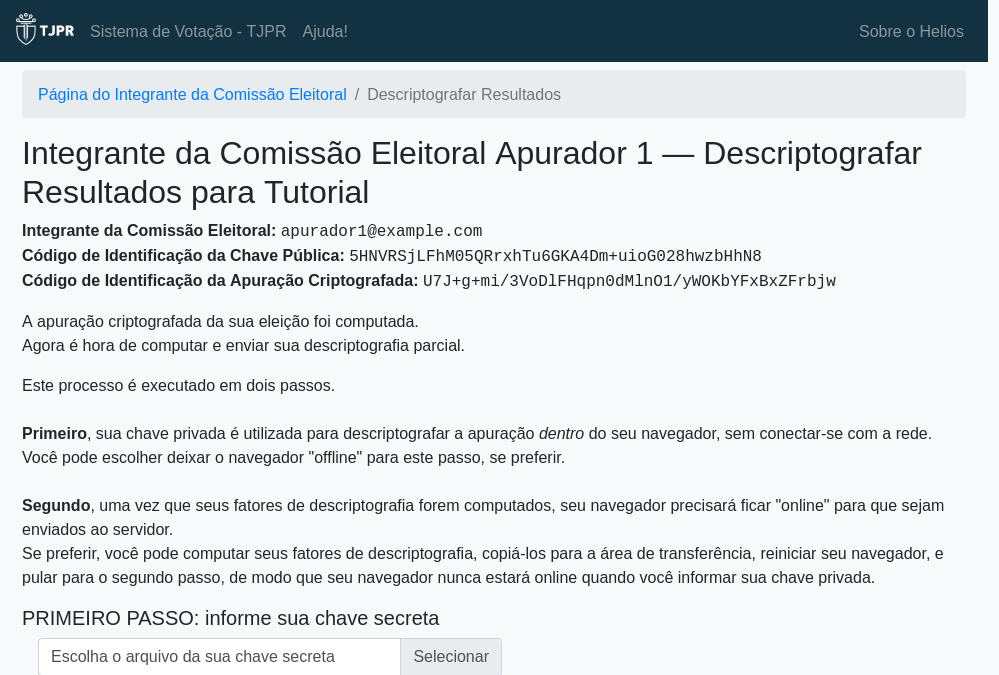 TJPR Sistema de Votação - TJPR Ajuda! Sobre o Helios
Página do Integrante da Comissão Eleitoral / Descriptografar Resultados
Integrante da Comissão Eleitoral Apurador 1 — Descriptografar
Resultados para Tutorial
Integrante da Comissão Eleitoral: apurador1@example.com
Código de Identificação da Chave Pública: 5HNVRSjLFhM05QRrxhTu6GKA4Dm+uioG028hwzbHhN8
Código de Identificação da Apuração Criptografada: U7J+g+mi/3VoDlFHqpn0dMlnO1/yWOKbYFxBxZFrbjw
A apuração criptografada da sua eleição foi computada.
Agora é hora de computar e enviar sua descriptografia parcial.
Este processo é executado em dois passos.
Primeiro, sua chave privada é utilizada para descriptografar a apuração dentro do seu navegador, sem conectar-se com a rede.
Você pode escolher deixar o navegador "offline" para este passo, se preferir.
Segundo, uma vez que seus fatores de descriptografia forem computados, seu navegador precisará ficar "online" para que sejam
enviados ao servidor.
Se preferir, você pode computar seus fatores de descriptografia, copiá-los para a área de transferência, reiniciar seu navegador, e
pular para o segundo passo, de modo que seu navegador nunca estará online quando você informar sua chave privada.
PRIMEIRO PASSO: informe sua chave secreta
Escolha o arquivo da sua chave secreta Selecionar